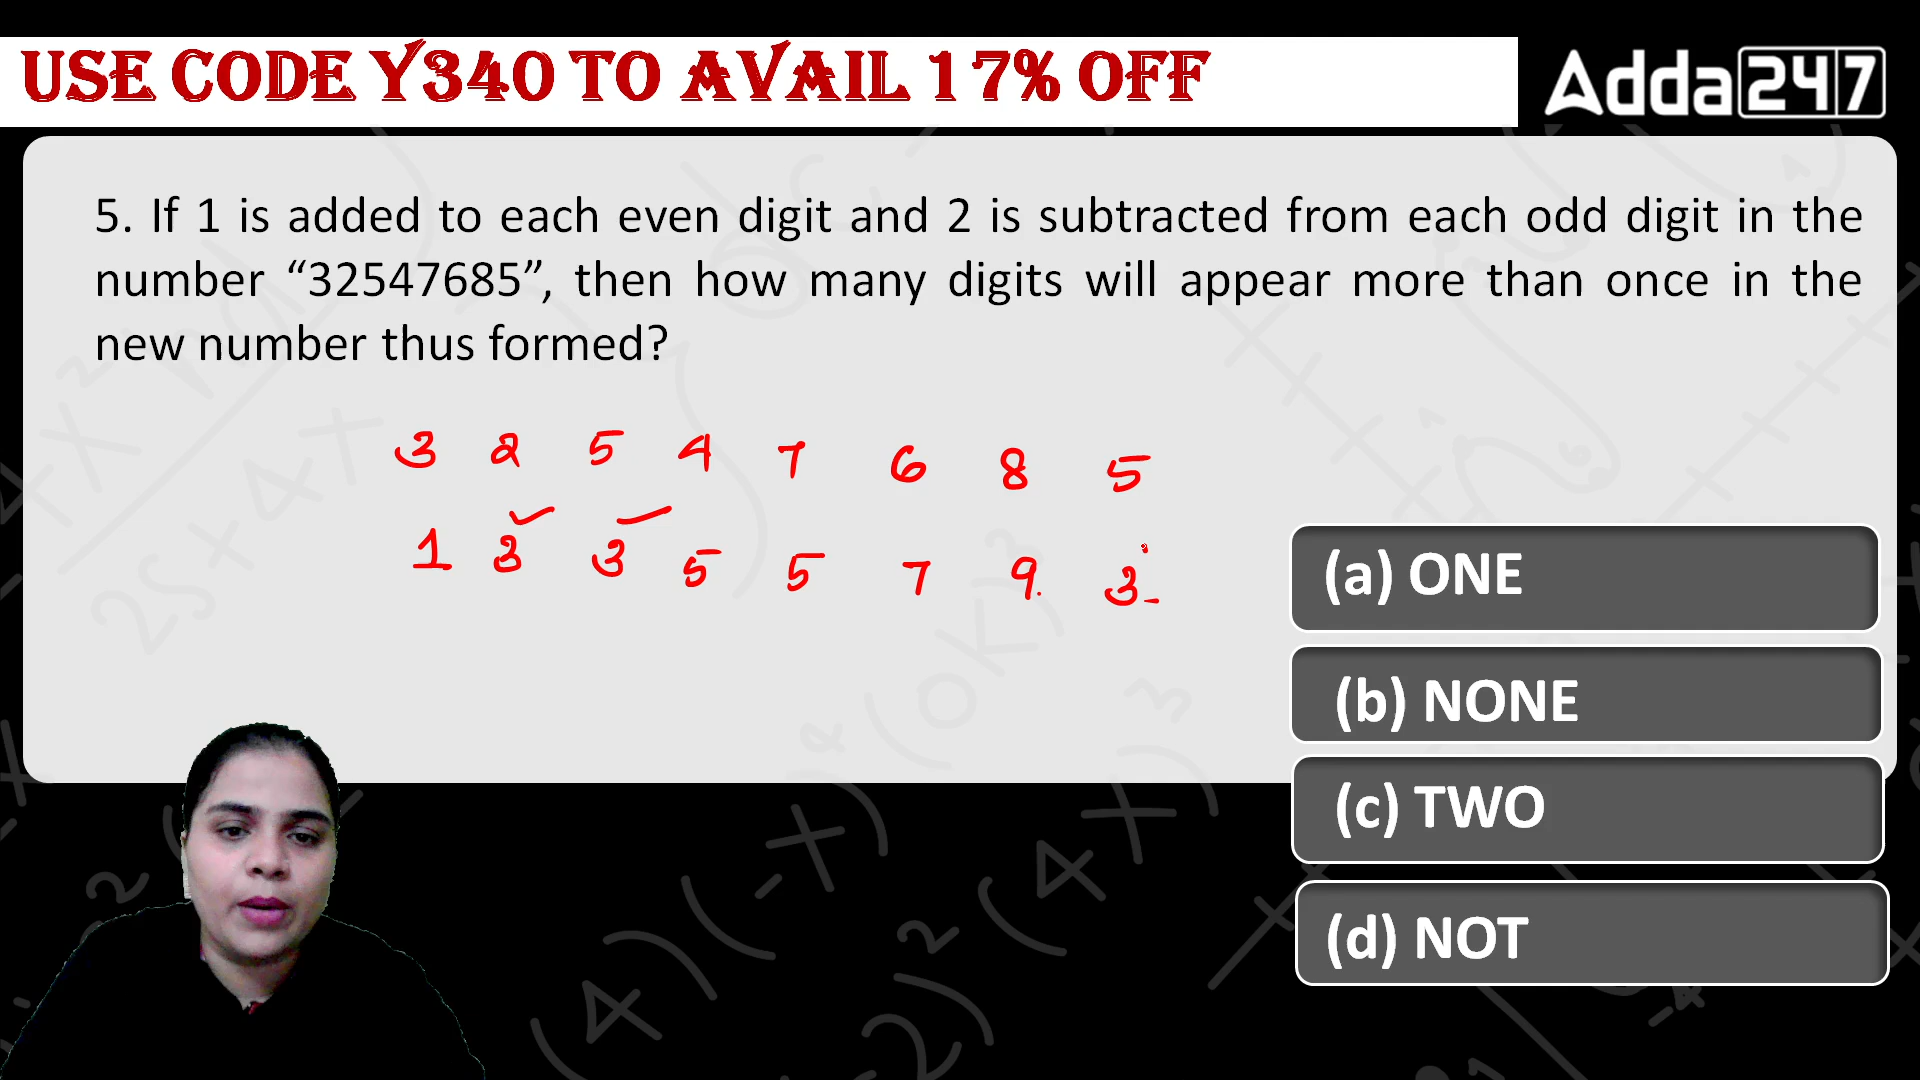 USE CODE Y340 TO AVAIL 17% OFF
Adda247
5. If 1 is added to each even digit and 2 is subtracted from each odd digit in the
number “32547685”, then how many digits will appear more than once in the
new number thus formed?
3 2 5 4 7 6 8 5
1 3 3 5 5 7 9 3
(a) ONE
(b) NONE
(c) TWO
(d) NOT